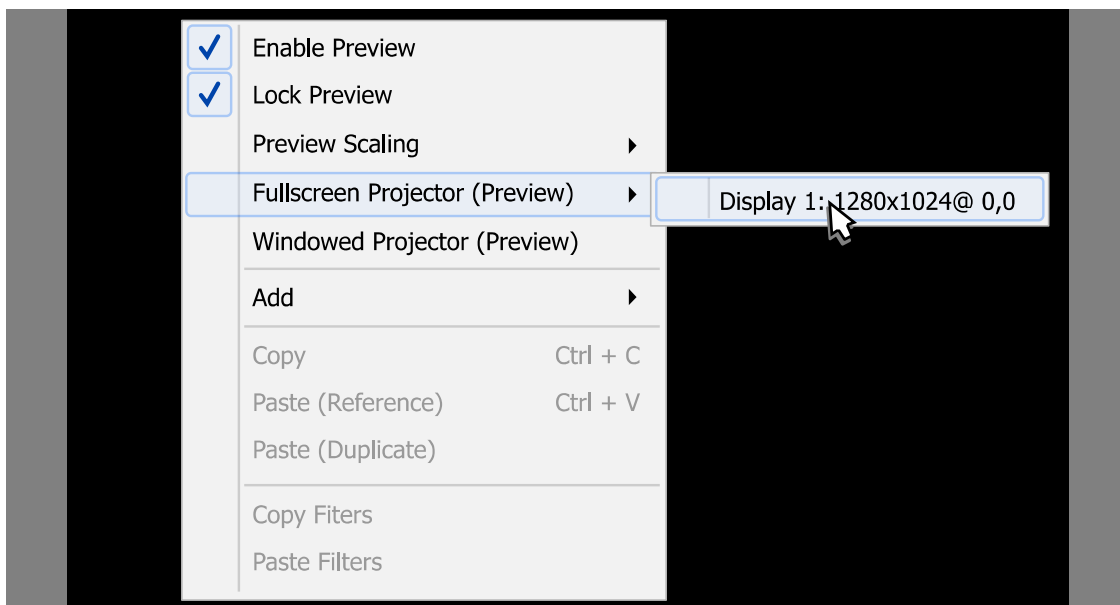 Enable Preview
Lock Preview
Preview Scaling
Fullscreen Projector (Preview)
Display 1: 1280x1024@ 0,0
Windowed Projector (Preview)
Add
Copy Ctrl + C
Paste (Reference) Ctrl + V
Paste (Duplicate)
Copy Fiters
Paste Filters